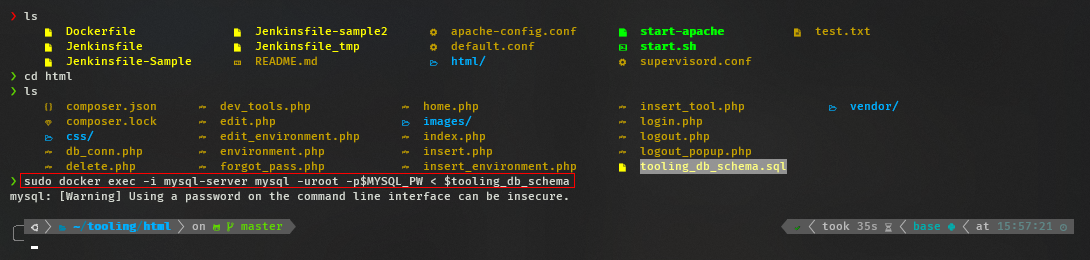 ❯ ls
Dockerfile Jenkinsfile-sample2 apache-config.conf start-apache test.txt
Jenkinsfile Jenkinsfile_tmp default.conf start.sh
Jenkinsfile-Sample README.md html/ supervisord.conf
❯ cd html
❯ ls
composer.json dev_tools.php home.php insert_tool.php vendor/
composer.lock edit.php images/ login.php
css/ edit_environment.php index.php logout.php
db_conn.php environment.php insert.php logout_popup.php
delete.php forgot_pass.php insert_environment.php tooling_db_schema.sql
❯ sudo docker exec -i mysql-server mysql -uroot -p$MYSQL_PW < $tooling_db_schema
mysql: [Warning] Using a password on the command line interface can be insecure.
~/tooling/html on master took 35s base at 15:57:21